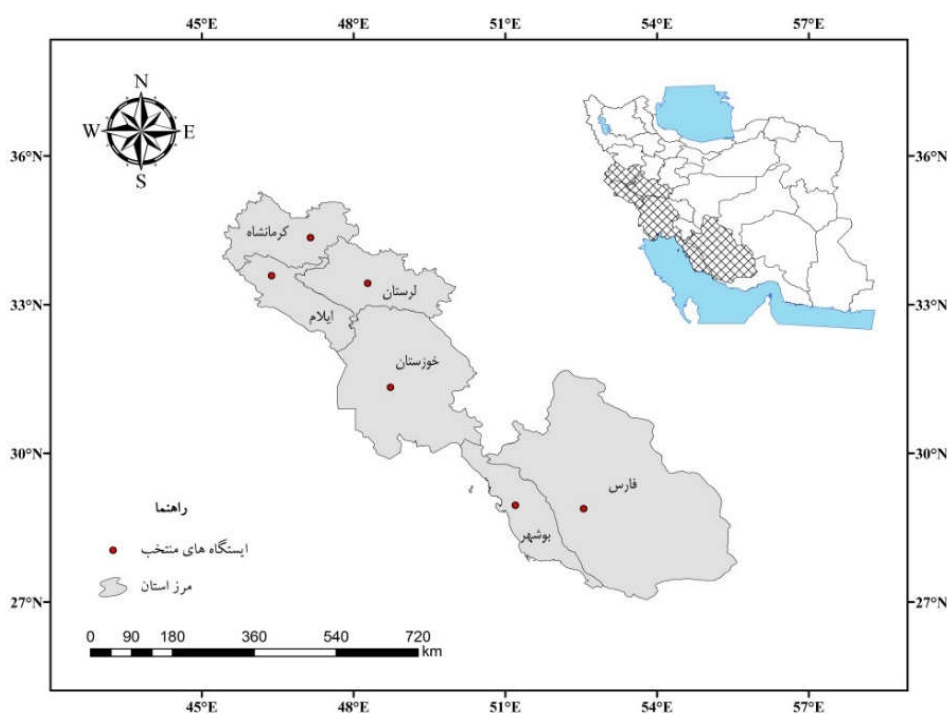 45°E 48°E 51°E 54°E 57°E
N
W E
S
36°N 36°N
کرمانشاه
33°N 33°N
لرستان
ایلام
خوزستان
30°N 30°N
فارس
بوشهر
راهنما
ایستگاه های منتخب
مرز استان
27°N 27°N
0 90 180 360 540 720
km
45°E 48°E 51°E 54°E 57°E